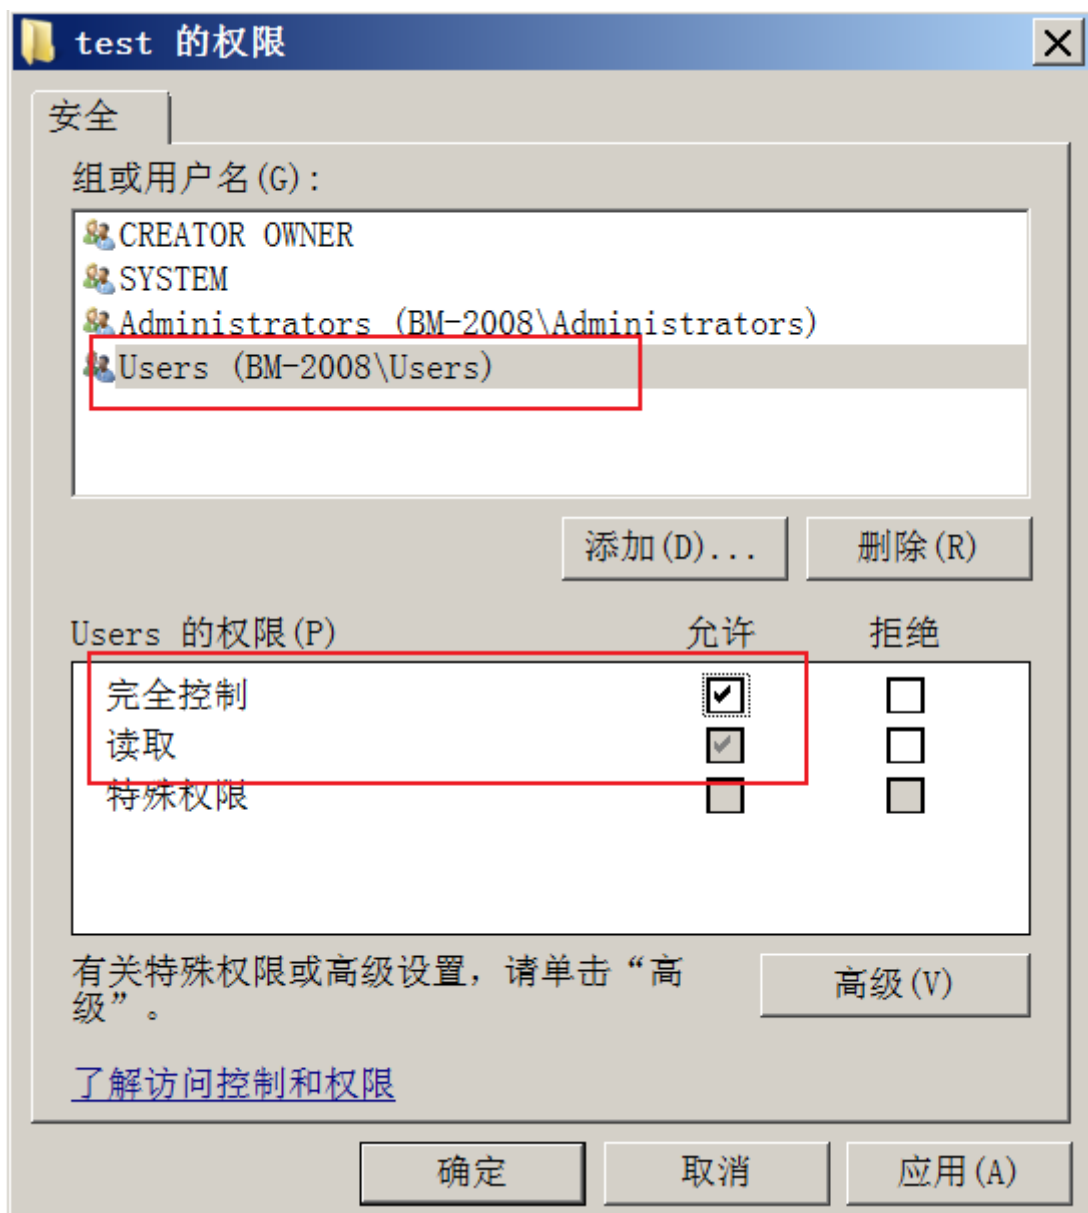 test 的权限
安全
组或用户名(G):
CREATOR OWNER
SYSTEM
Administrators (BM-2008\Administrators)
Users (BM-2008\Users)
添加(D)... 删除(R)
Users 的权限(P) 允许 拒绝
完全控制
读取
特殊权限
有关特殊权限或高级设置，请单击“高
级”。
高级(V)
了解访问控制和权限
确定 取消 应用(A)